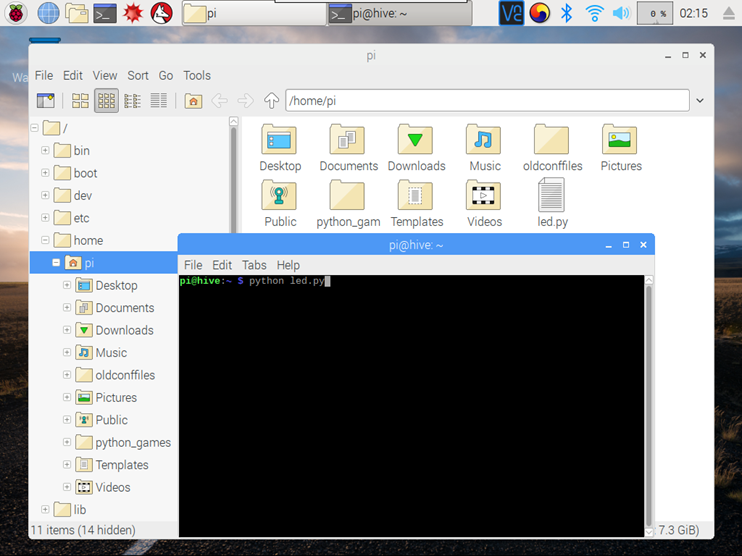 pi
pi@hive: ~
0 %
02:15
Wa
pi
File Edit View Sort Go Tools
/home/pi
/
bin
boot
dev
etc
home
pi
Desktop
Documents
Downloads
Music
oldconffiles
Pictures
Public
python_games
Templates
Videos
lib
Desktop Documents Downloads Music oldconffiles Pictures
Public python_gam Templates Videos led.py
pi@hive: ~
File Edit Tabs Help
pi@hive:~ $ python led.py
11 items (14 hidden)
7.3 GiB)